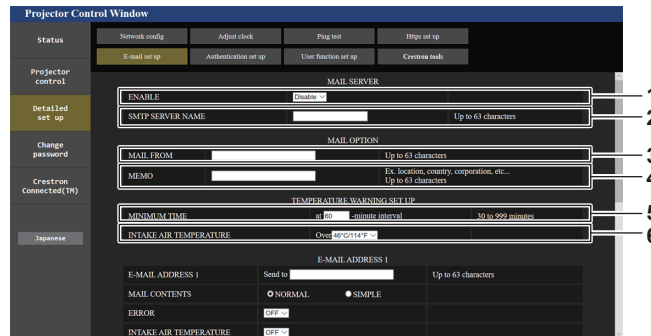 Projector Control Window
Status
Network config
Adjust clock
Ping test
Https set up
E-mail set up
Authentication set up
User function set up
Crestron tools
Projector control
Detailed set up
Change password
Crestron Connected(TM)
Japanese
MAIL SERVER
ENABLE Disable 1
SMTP SERVER NAME Up to 63 characters 2
MAIL OPTION
MAIL FROM Up to 63 characters 3
MEMO Ex. location, country, corporation, etc... 4
Up to 63 characters
TEMPERATURE WARNING SET UP
MINIMUM TIME at 60 -minute interval 30 to 999 minutes 5
INTAKE AIR TEMPERATURE Over 46°C/114°F 6
E-MAIL ADDRESS 1
E-MAIL ADDRESS 1 Send to Up to 63 characters
MAIL CONTENTS NORMAL SIMPLE
ERROR OFF
INTAKE AIR TEMPERATURE OFF